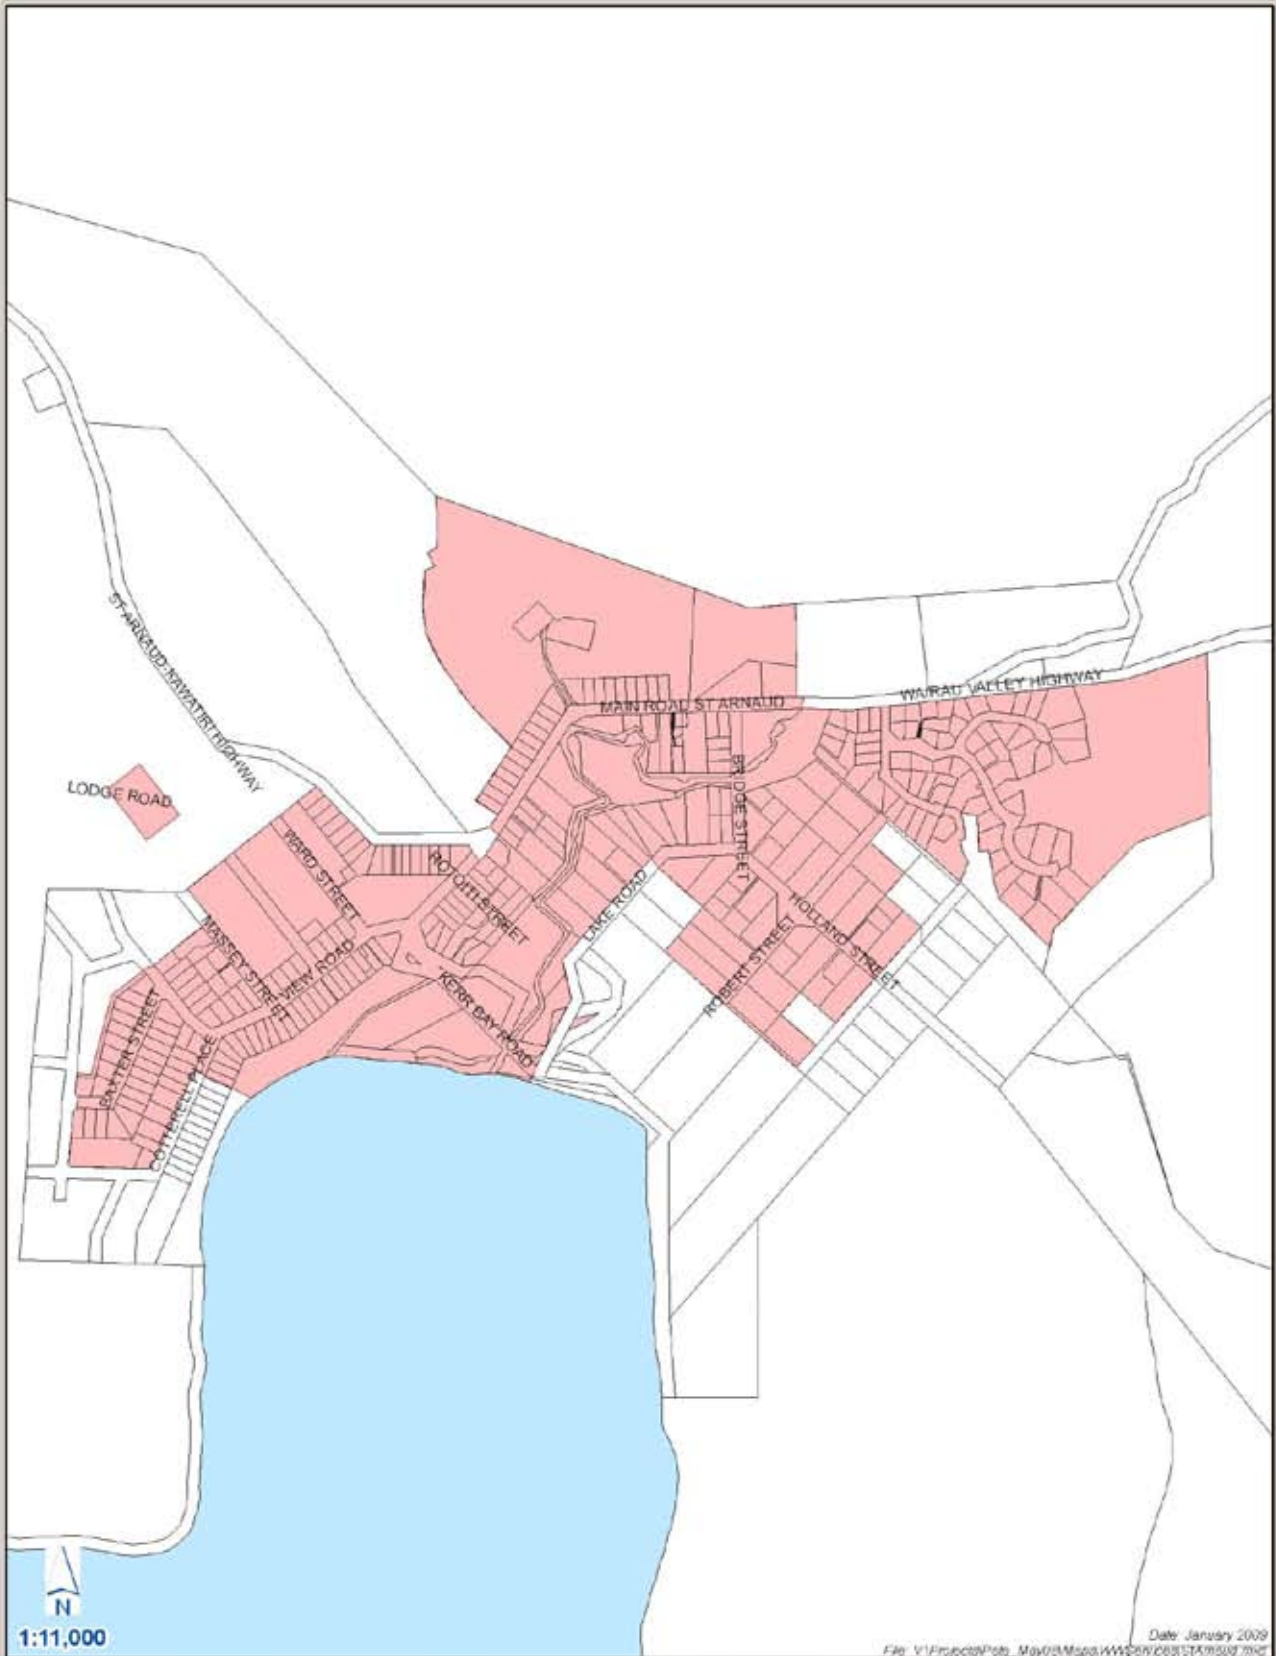 ST ARNAUD-KAWATIRI HIGHWAY
WAIRAU VALLEY HIGHWAY
MAIN ROAD ST ARNAUD
LODGE ROAD
BRIDGE STREET
WARD STREET
ROTOITI STREET
LAKE ROAD
HOLLAND STREET
MASSEY STREET
VIEW ROAD
ROBERT STREET
KERR BAY ROAD
BAXTER STREET
COTTERELL PLACE
N
1:11,000
Date: January 2009